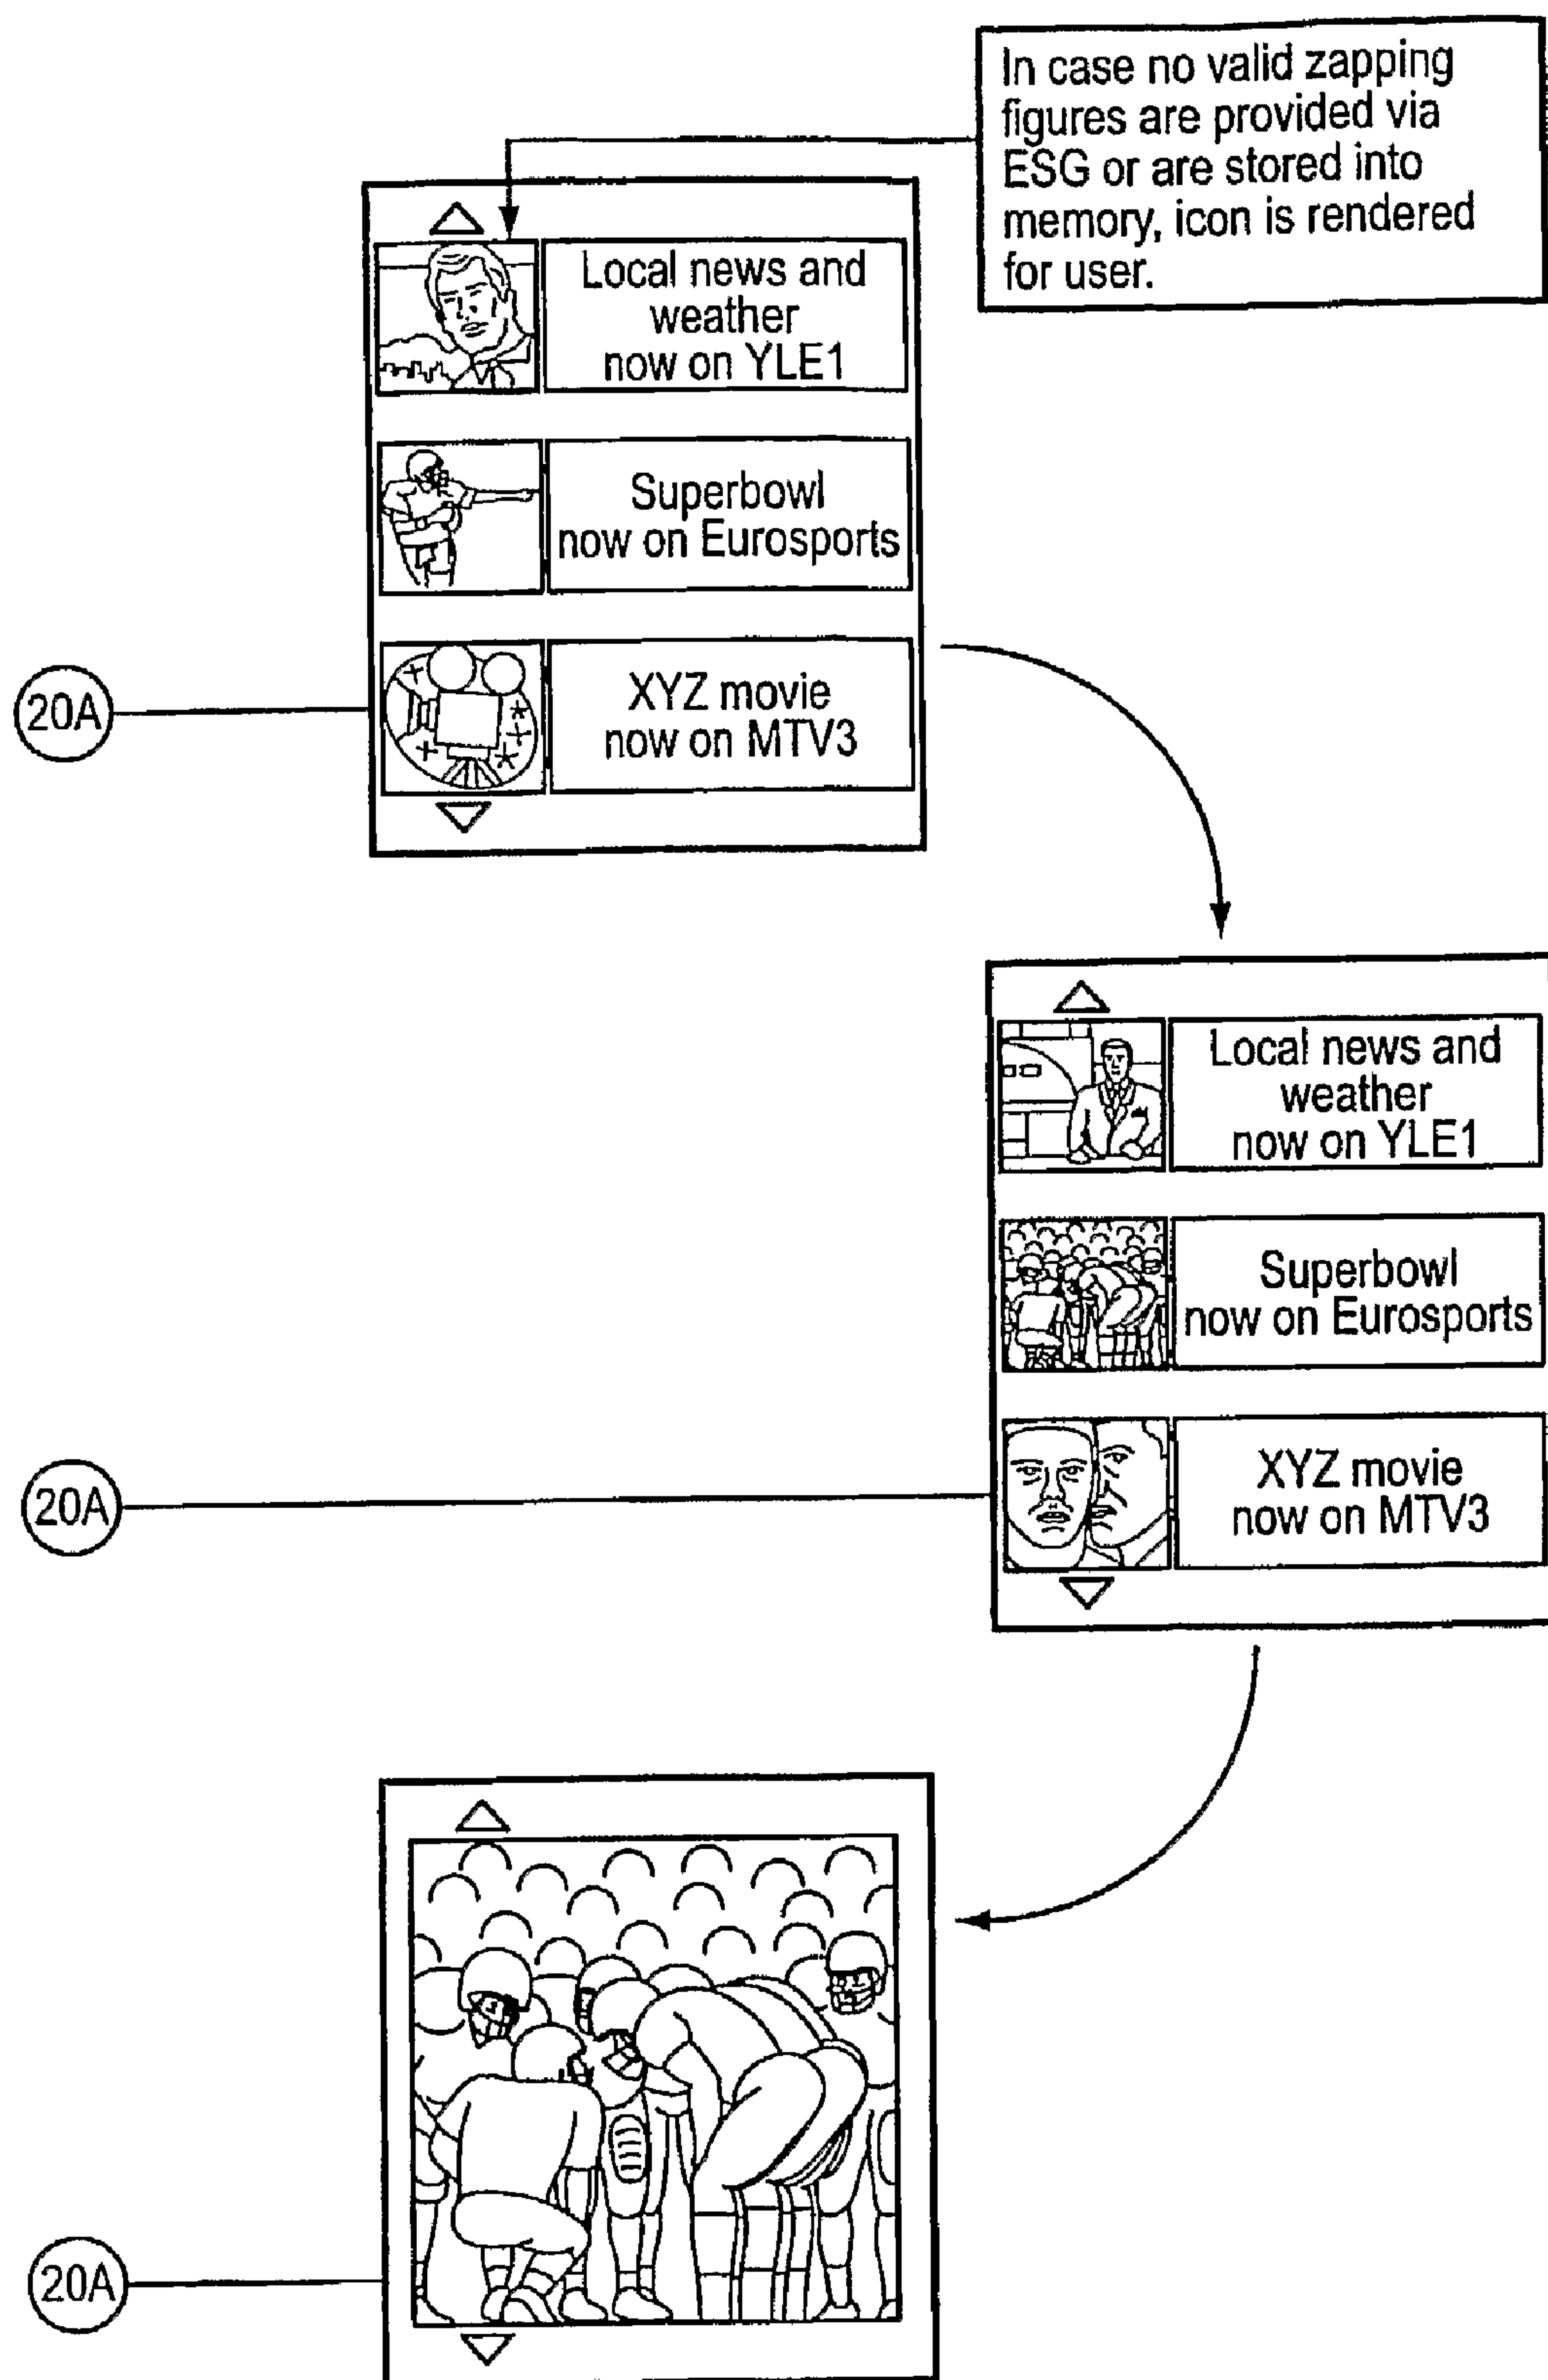 In case no valid zapping
figures are provided via
ESG or are stored into
memory, icon is rendered
for user.
Local news and
weather
now on YLE1
Superbowl
now on Eurosports
20A
XYZ movie
now on MTV3
Local news and
weather
now on YLE1
Superbowl
now on Eurosports
20A
XYZ movie
now on MTV3
20A